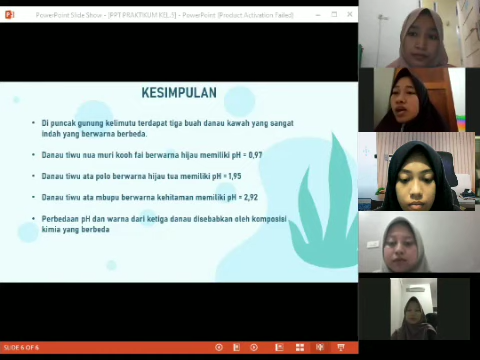 PowerPoint Slide Show - [PPT PRAKTIKUM KEL.1] - PowerPoint (Product Activation Failed)
KESIMPULAN
• Di puncak gunung kelimutu terdapat tiga buah danau kawah yang sangat
indah yang berwarna berbeda.
• Danau tiwu nua muri kooh fai berwarna hijau memiliki pH = 0,97
• Danau tiwu ata polo berwarna hijau tua memiliki pH = 1,95
• Danau tiwu ata mbupu berwarna kehitaman memiliki pH = 2,92
• Perbedaan pH dan warna dari ketiga danau disebabkan oleh komposisi
kimia yang berbeda
SLIDE 6 OF 6